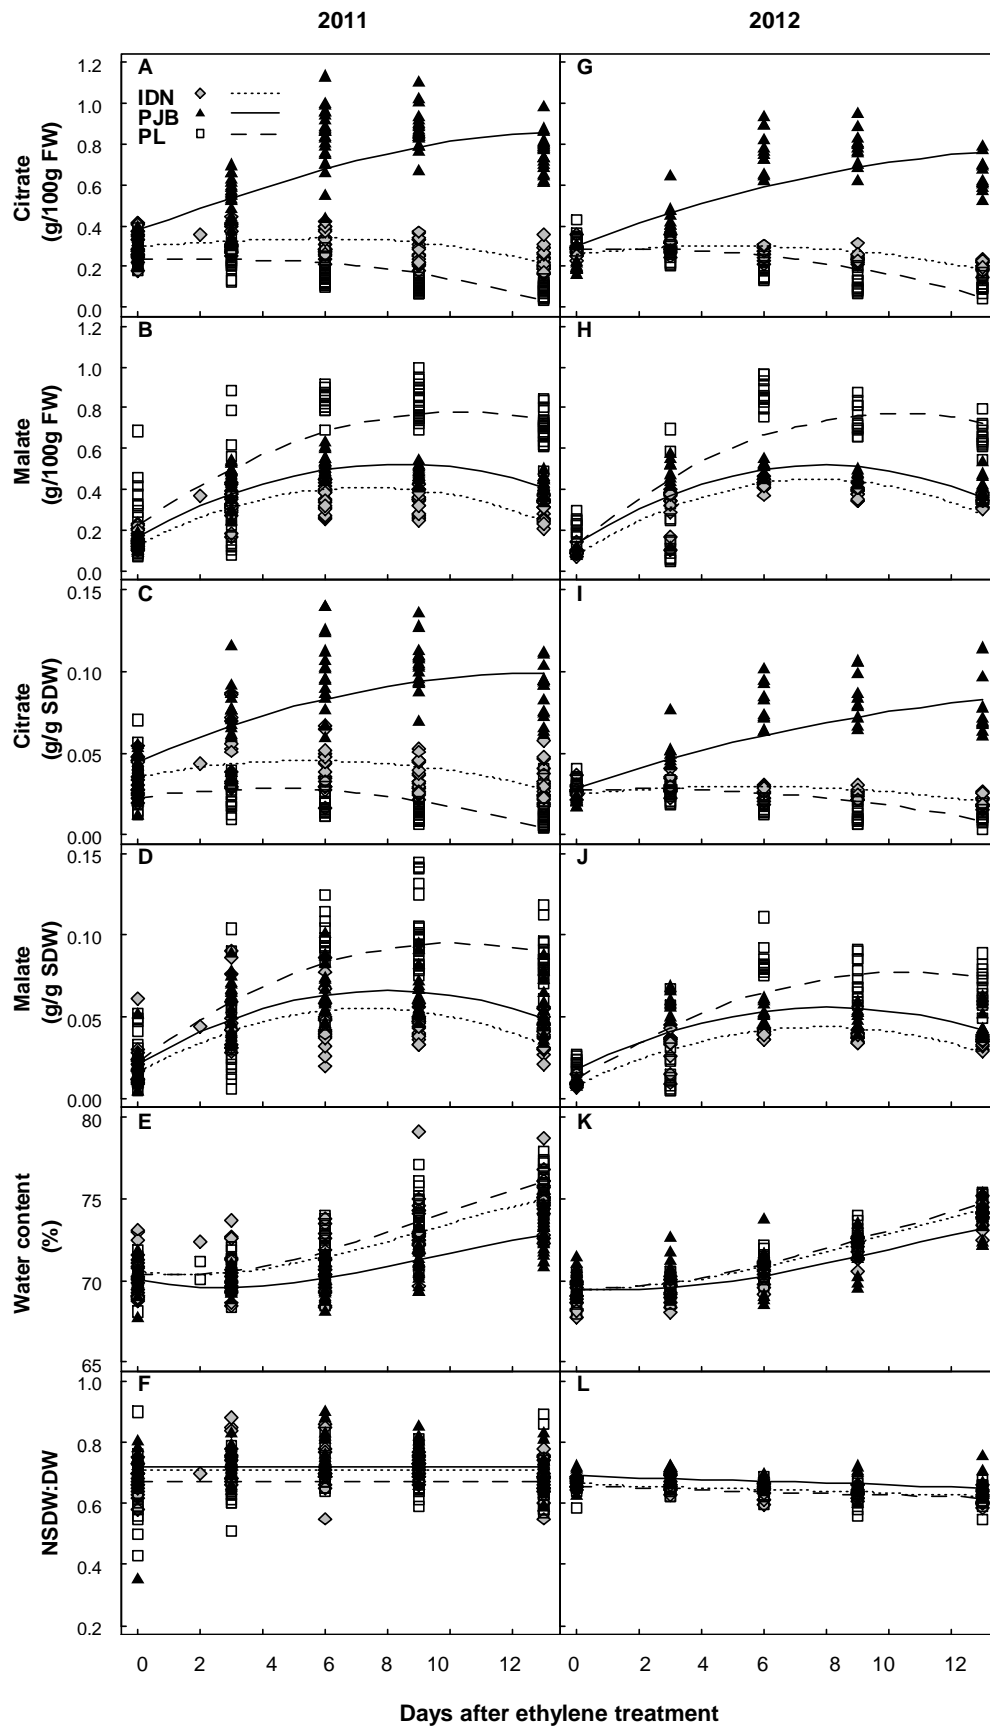 2011 2012
A G
1.2
IDN
PJB
PL
1.0
0.8
0.6
0.4
0.2
0.0
Citrate
(g/100g FW)
B H
1.2
1.0
0.8
0.6
0.4
0.2
0.0
Malate
(g/100g FW)
C I
0.15
0.10
0.05
0.00
Citrate
(g/g SDW)
D J
0.15
0.10
0.05
0.00
Malate
(g/g SDW)
E K
80
75
70
65
Water content
(%)
F L
1.0
0.8
0.6
0.4
0.2
NSDW:DW
0 2 4 6 8 10 12 0 3 6 10 12
Days after ethylene treatment